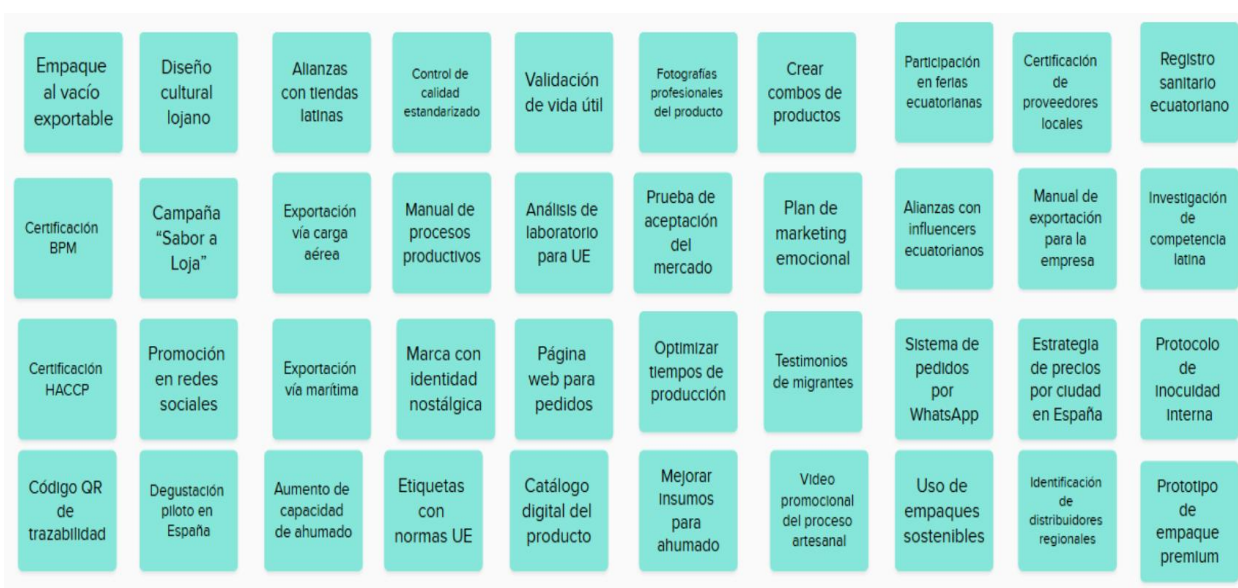 Empaque
al vacío
exportable
Diseño
cultural
lojano
Alianzas
con tiendas
latinas
Control de
calidad
estandarizado
Validación
de vida útil
Fotografías
profesionales
del producto
Crear
combos de
productos
Participación
en ferias
ecuatorianas
Certificación
de
proveedores
locales
Registro
sanitario
ecuatoriano
Certificación
BPM
Campaña
“Sabor a
Loja”
Exportación
vía carga
aérea
Manual de
procesos
productivos
Análisis de
laboratorio
para UE
Prueba de
aceptación
del
mercado
Plan de
marketing
emocional
Alianzas con
influencers
ecuatorianos
Manual de
exportación
para la
empresa
Investigación
de
competencia
latina
Certificación
HACCP
Promoción
en redes
sociales
Exportación
vía marítima
Marca con
identidad
nostálgica
Página
web para
pedidos
Optimizar
tiempos de
producción
Testimonios
de migrantes
Sistema de
pedidos
por
WhatsApp
Estrategia
de precios
por ciudad
en España
Protocolo
de
inocuidad
interna
Código QR
de
trazabilidad
Degustación
piloto en
España
Aumento de
capacidad
de ahumado
Etiquetas
con
normas UE
Catálogo
digital del
producto
Mejorar
insumos
para
ahumado
Video
promocional
del proceso
artesanal
Uso de
empaques
sostenibles
Identificación
de
distribuidores
regionales
Prototipo
de
empaque
premium